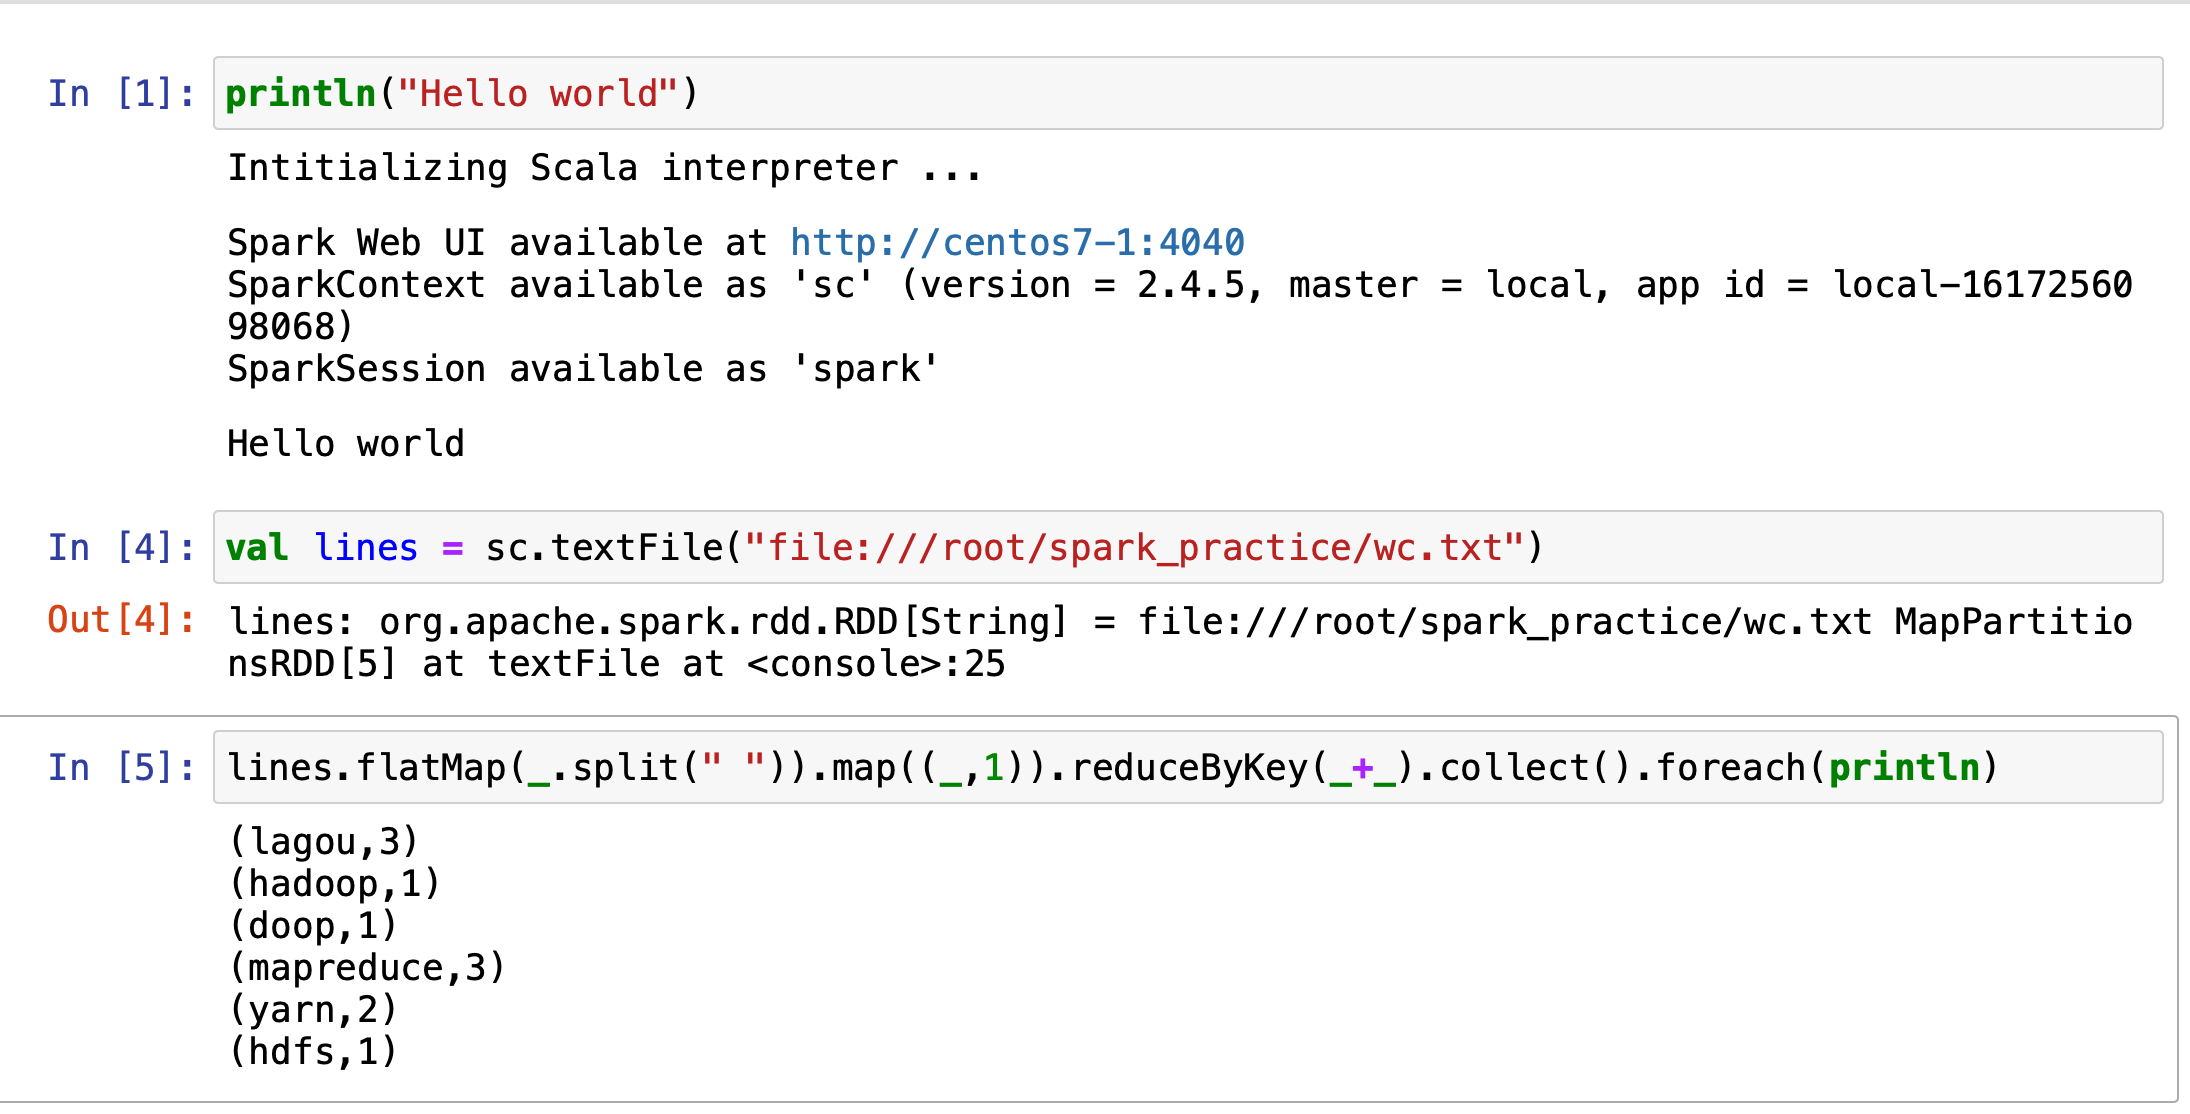 In [1]: println("Hello world")
Intitializing Scala interpreter ...
Spark Web UI available at http://centos7-1:4040
SparkContext available as 'sc' (version = 2.4.5, master = local, app id = local-16172560
98068)
SparkSession available as 'spark'
Hello world
In [4]: val lines = sc.textFile("file:///root/spark_practice/wc.txt")
Out[4]: lines: org.apache.spark.rdd.RDD[String] = file:///root/spark_practice/wc.txt MapPartitio
nsRDD[5] at textFile at <console>:25
In [5]: lines.flatMap(_.split(" ")).map((_,1)).reduceByKey(_+_).collect().foreach(println)
(lagou,3)
(hadoop,1)
(doop,1)
(mapreduce,3)
(yarn,2)
(hdfs,1)